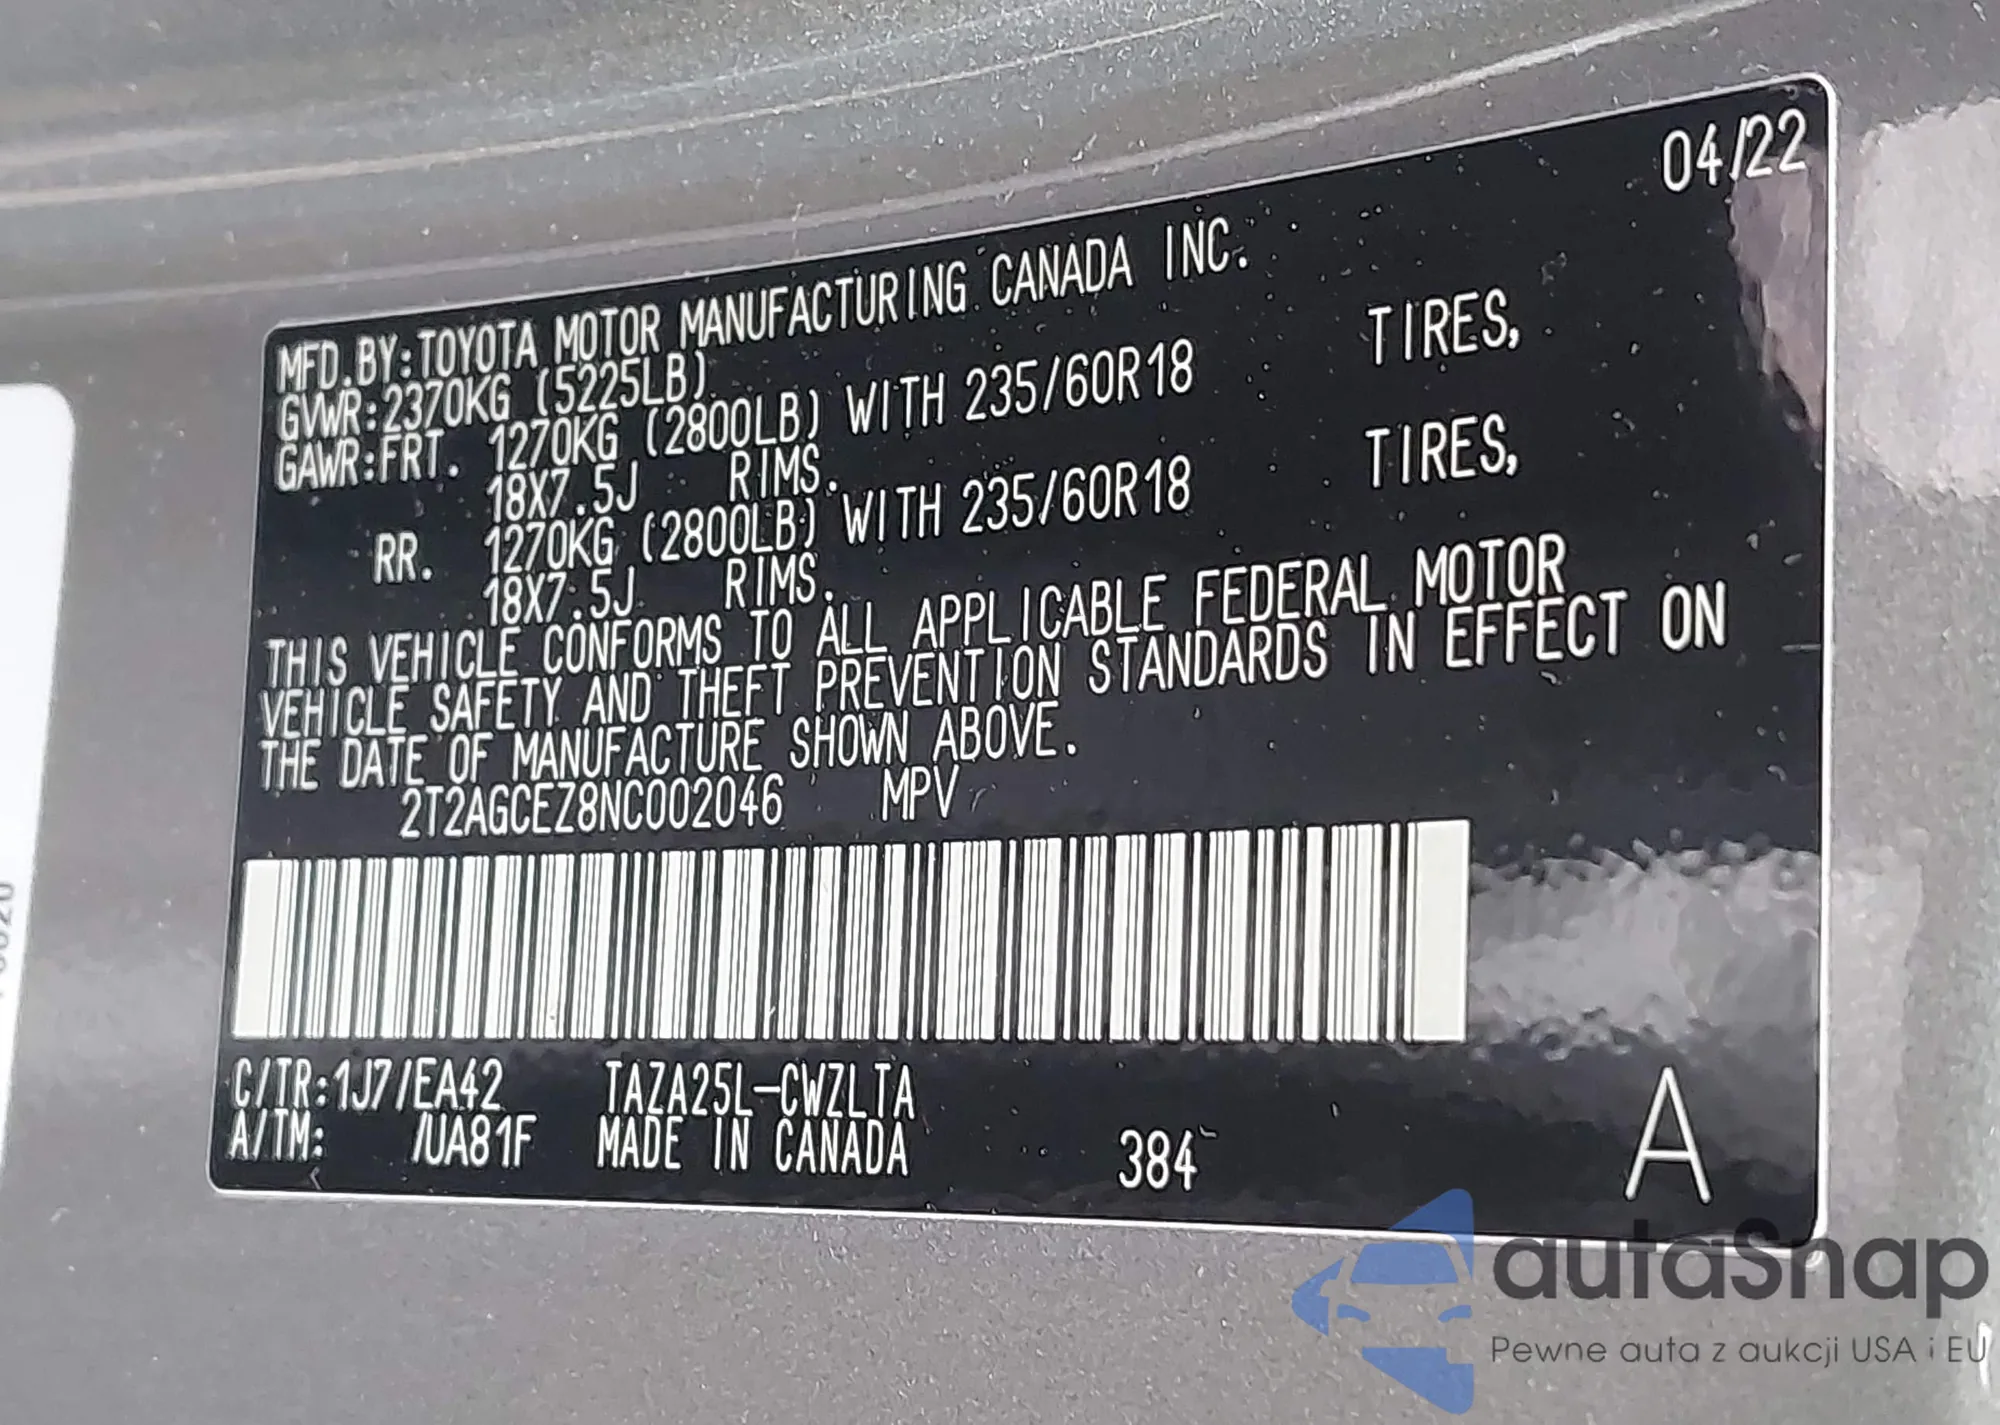 04/22
MFD.BY:TOYOTA MOTOR MANUFACTURING CANADA INC.
GVWR:2370KG (5225LB)
GAWR:FRT. 1270KG (2800LB) WITH 235/60R18 TIRES,
18X7.5J RIMS.
RR. 1270KG (2800LB) WITH 235/60R18 TIRES,
18X7.5J RIMS.
THIS VEHICLE CONFORMS TO ALL APPLICABLE FEDERAL MOTOR
VEHICLE SAFETY AND THEFT PREVENTION STANDARDS IN EFFECT ON
THE DATE OF MANUFACTURE SHOWN ABOVE.
2T2AGCEZ8NC002046 MPV
C/TR:1J7/EA42 TAZA25L-CWZLTA
A/TM: /UA81F MADE IN CANADA 384 A
autaSnap
Pewne auta z aukcji USA i EU